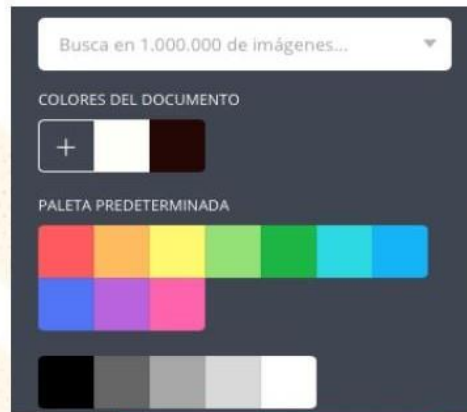 Busca en 1.000.000 de imágenes...
COLORES DEL DOCUMENTO
+
PALETA PREDETERMINADA